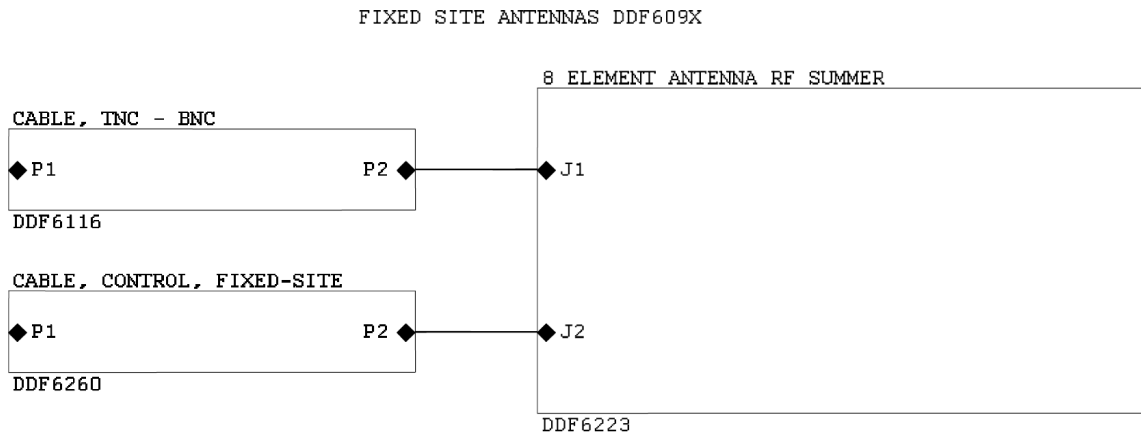 FIXED SITE ANTENNAS DDF609X
8 ELEMENT ANTENNA RF SUMMER
CABLE, TNC - BNC
P1 P2 J1
DDF6116
CABLE, CONTROL, FIXED-SITE
P1 P2 J2
DDF6260
DDF6223